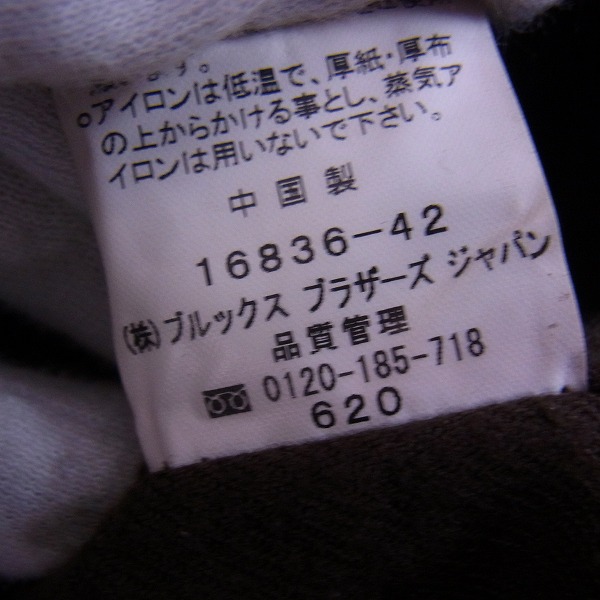 ます。
○アイロンは低温で、厚紙・厚布
の上からかける事とし、蒸気ア
イロンは用いないで下さい。
中国製
16836-42
(株)ブルックス ブラザーズ ジャパン
品質管理
0120-185-718
620